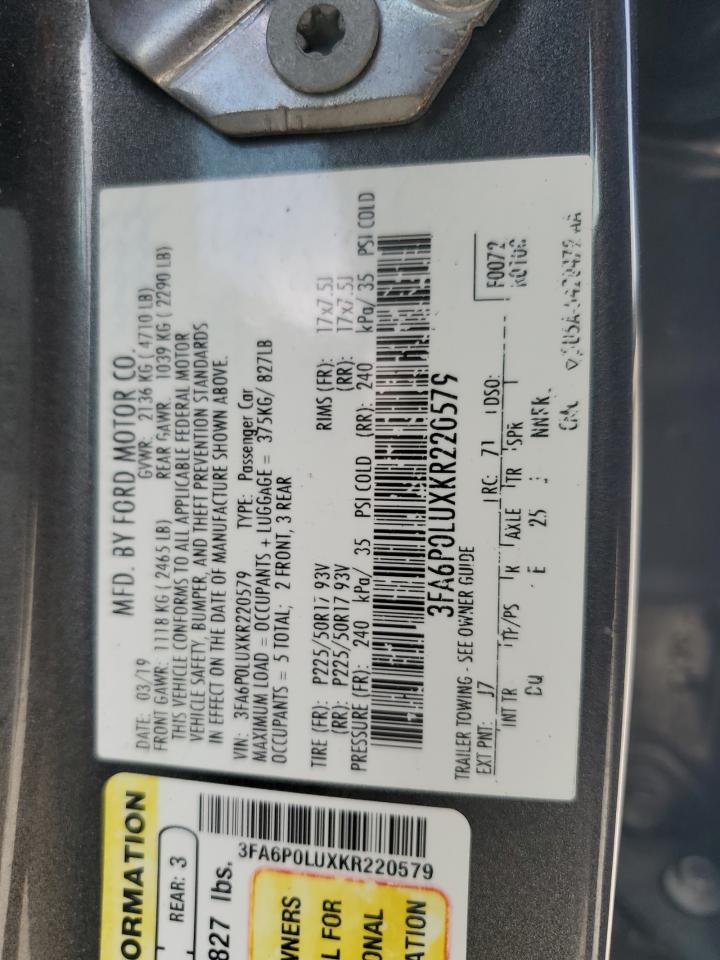 MFD. BY FORD MOTOR CO.
DATE: 03/19 GVWR: 2136 KG ( 4710 LB)
FRONT GAWR: 1118 KG ( 2465 LB) REAR GAWR: 1039 KG ( 2290 LB)
THIS VEHICLE CONFORMS TO ALL APPLICABLE FEDERAL MOTOR
VEHICLE SAFETY, BUMPER, AND THEFT PREVENTION STANDARDS
IN EFFECT ON THE DATE OF MANUFACTURE SHOWN ABOVE.
VIN: 3FA6P0LUXKR220579 TYPE: Passenger Car
MAXIMUM LOAD = OCCUPANTS + LUGGAGE = 375KG/ 827LB
OCCUPANTS = 5 TOTAL; 2 FRONT, 3 REAR
TIRE (FR): P225/50R17 93V RIMS (FR): 17x7.5J
(RR): P225/50R17 93V (RR): 17x7.5J
PRESSURE (FR): 240 kPa/ 35 PSI COLD (RR): 240 kPa/ 35 PSI COLD
3FA6P0LUXKR220579
TRAILER TOWING - SEE OWNER GUIDE
EXT PNT: J7 RC: 71 DSO: F0072
INT TR TP/PS R AXLE TR SPR
DU E 25
ORMATION
REAR: 3
827 lbs.
3FA6P0LUXKR220579
WNERS
L FOR
ONAL
ATION